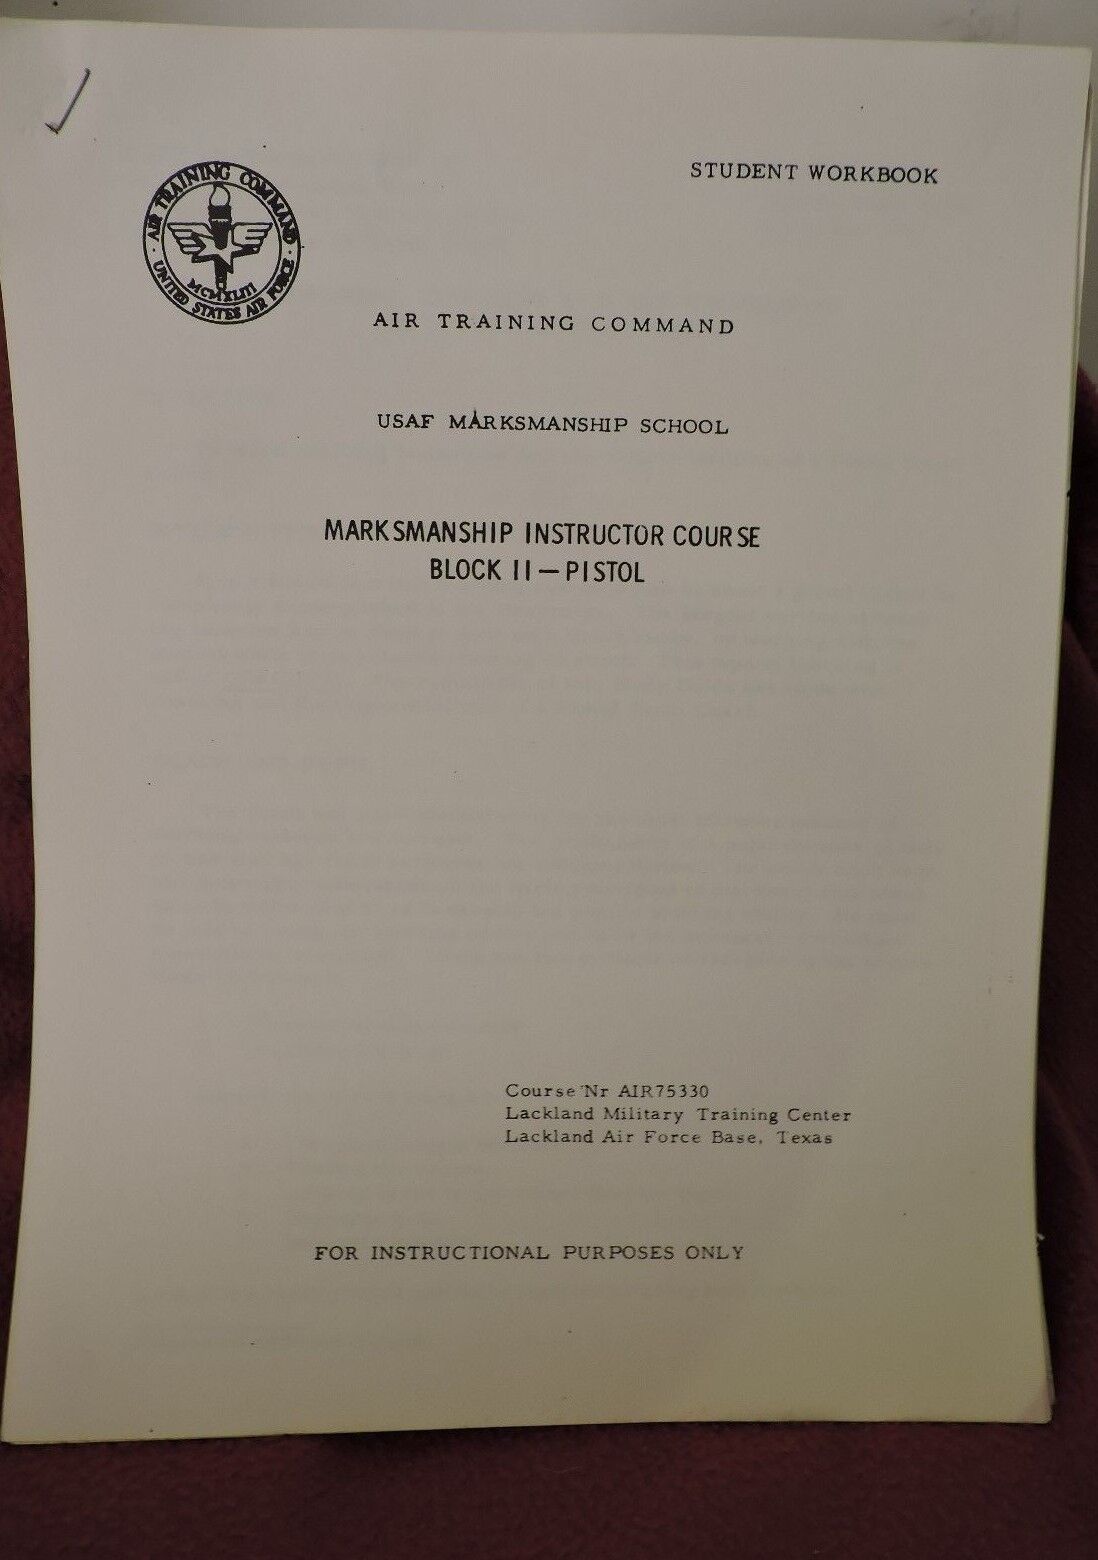 AIR TRAINING COMMAND
MCMXLIII
UNITED STATES AIR FORCE
STUDENT WORKBOOK
AIR TRAINING COMMAND
USAF MARKSMANSHIP SCHOOL
MARKSMANSHIP INSTRUCTOR COURSE
BLOCK II — PISTOL
Course Nr AIR75330
Lackland Military Training Center
Lackland Air Force Base, Texas
FOR INSTRUCTIONAL PURPOSES ONLY